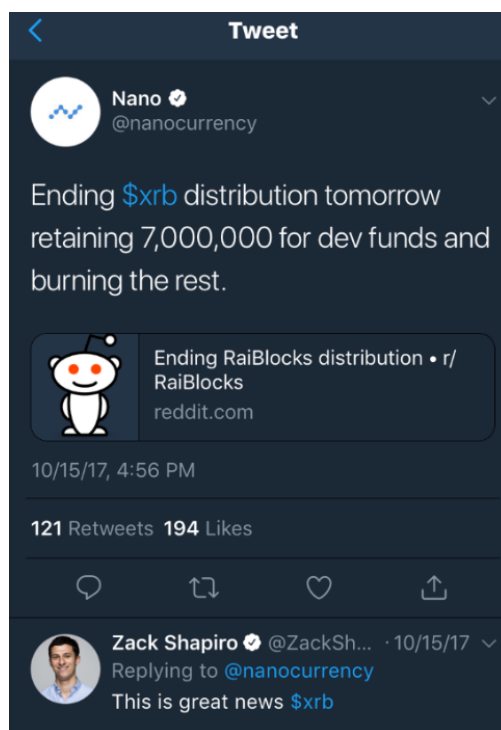 Tweet
Nano
@nanocurrency
Ending $xrb distribution tomorrow
retaining 7,000,000 for dev funds and
burning the rest.
Ending RaiBlocks distribution • r/
RaiBlocks
reddit.com
10/15/17, 4:56 PM
121 Retweets 194 Likes
Zack Shapiro @ZackSh... · 10/15/17
Replying to @nanocurrency
This is great news $xrb